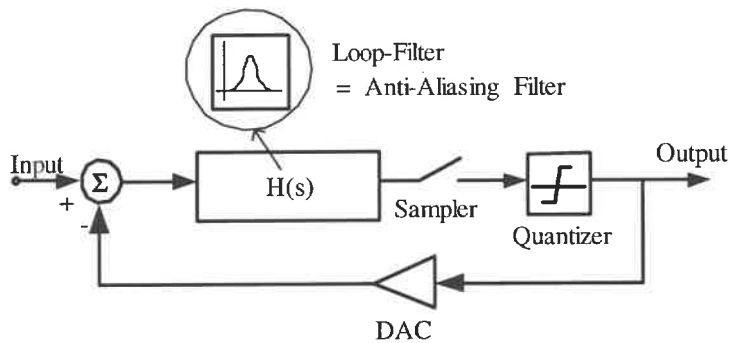 Loop-Filter
= Anti-Aliasing Filter
Input
Σ
+
-
H(s)
Sampler
Quantizer
Output
DAC